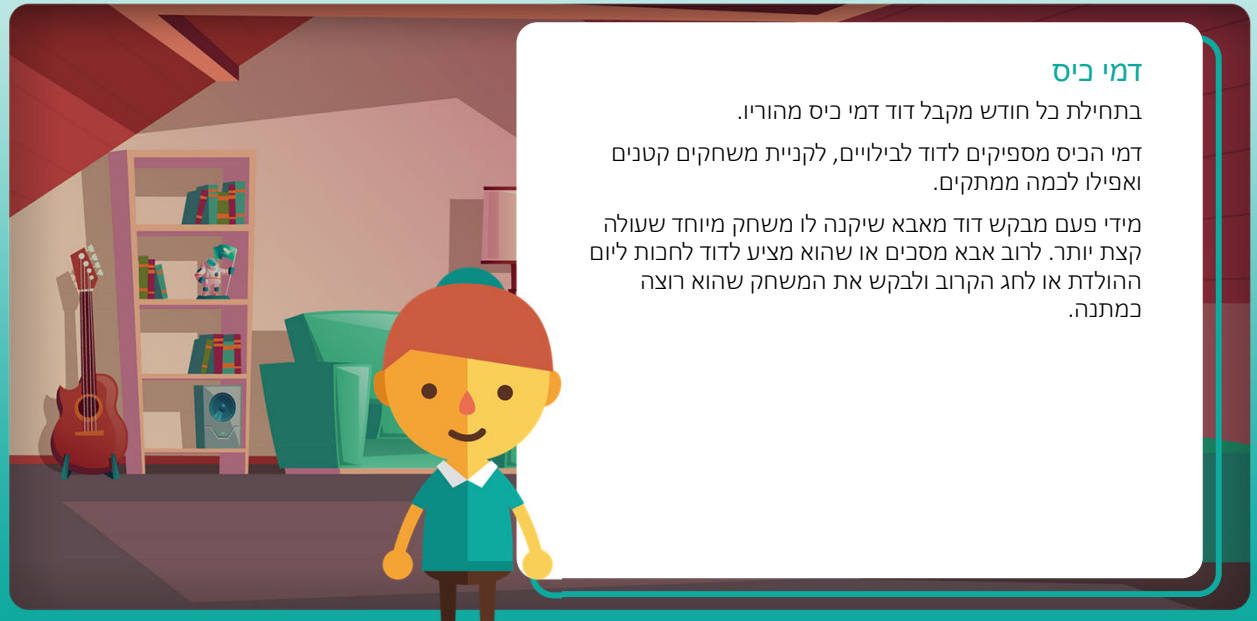 דמי כיס
בתחילת כל חודש מקבל דוד דמי כיס מהוריו.
דמי הכיס מספיקים לדוד לבילויים, לקניית משחקים קטנים
ואפילו לכמה ממתקים.
מידי פעם מבקש דוד מאבא שיקנה לו משחק מיוחד שעולה
קצת יותר. לרוב אבא מסכים או שהוא מציע לדוד לחכות ליום
ההולדת או לחג הקרוב ולבקש את המשחק שהוא רוצה
כמתנה.